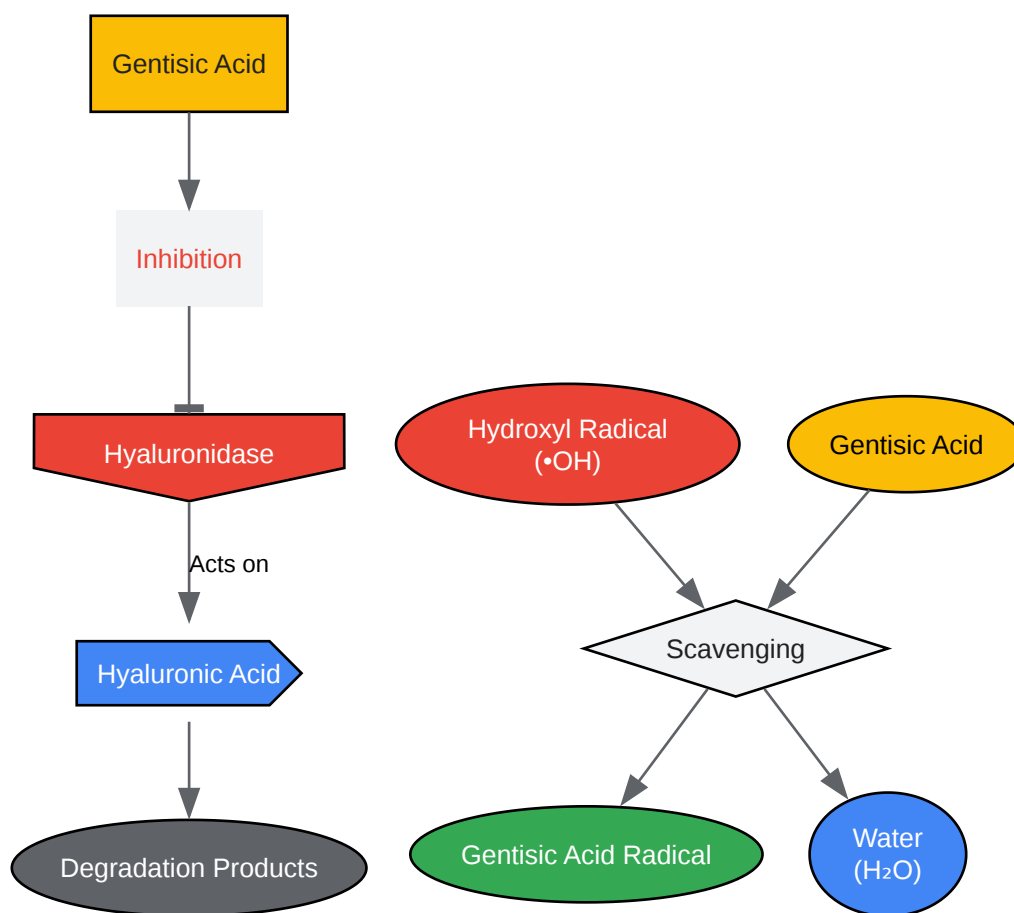 Gentisic Acid
Inhibition
Hyaluronidase
Acts on
Hyaluronic Acid
Degradation Products
Hydroxyl Radical
(•OH)
Gentisic Acid
Scavenging
Gentisic Acid Radical
Water
(H₂O)